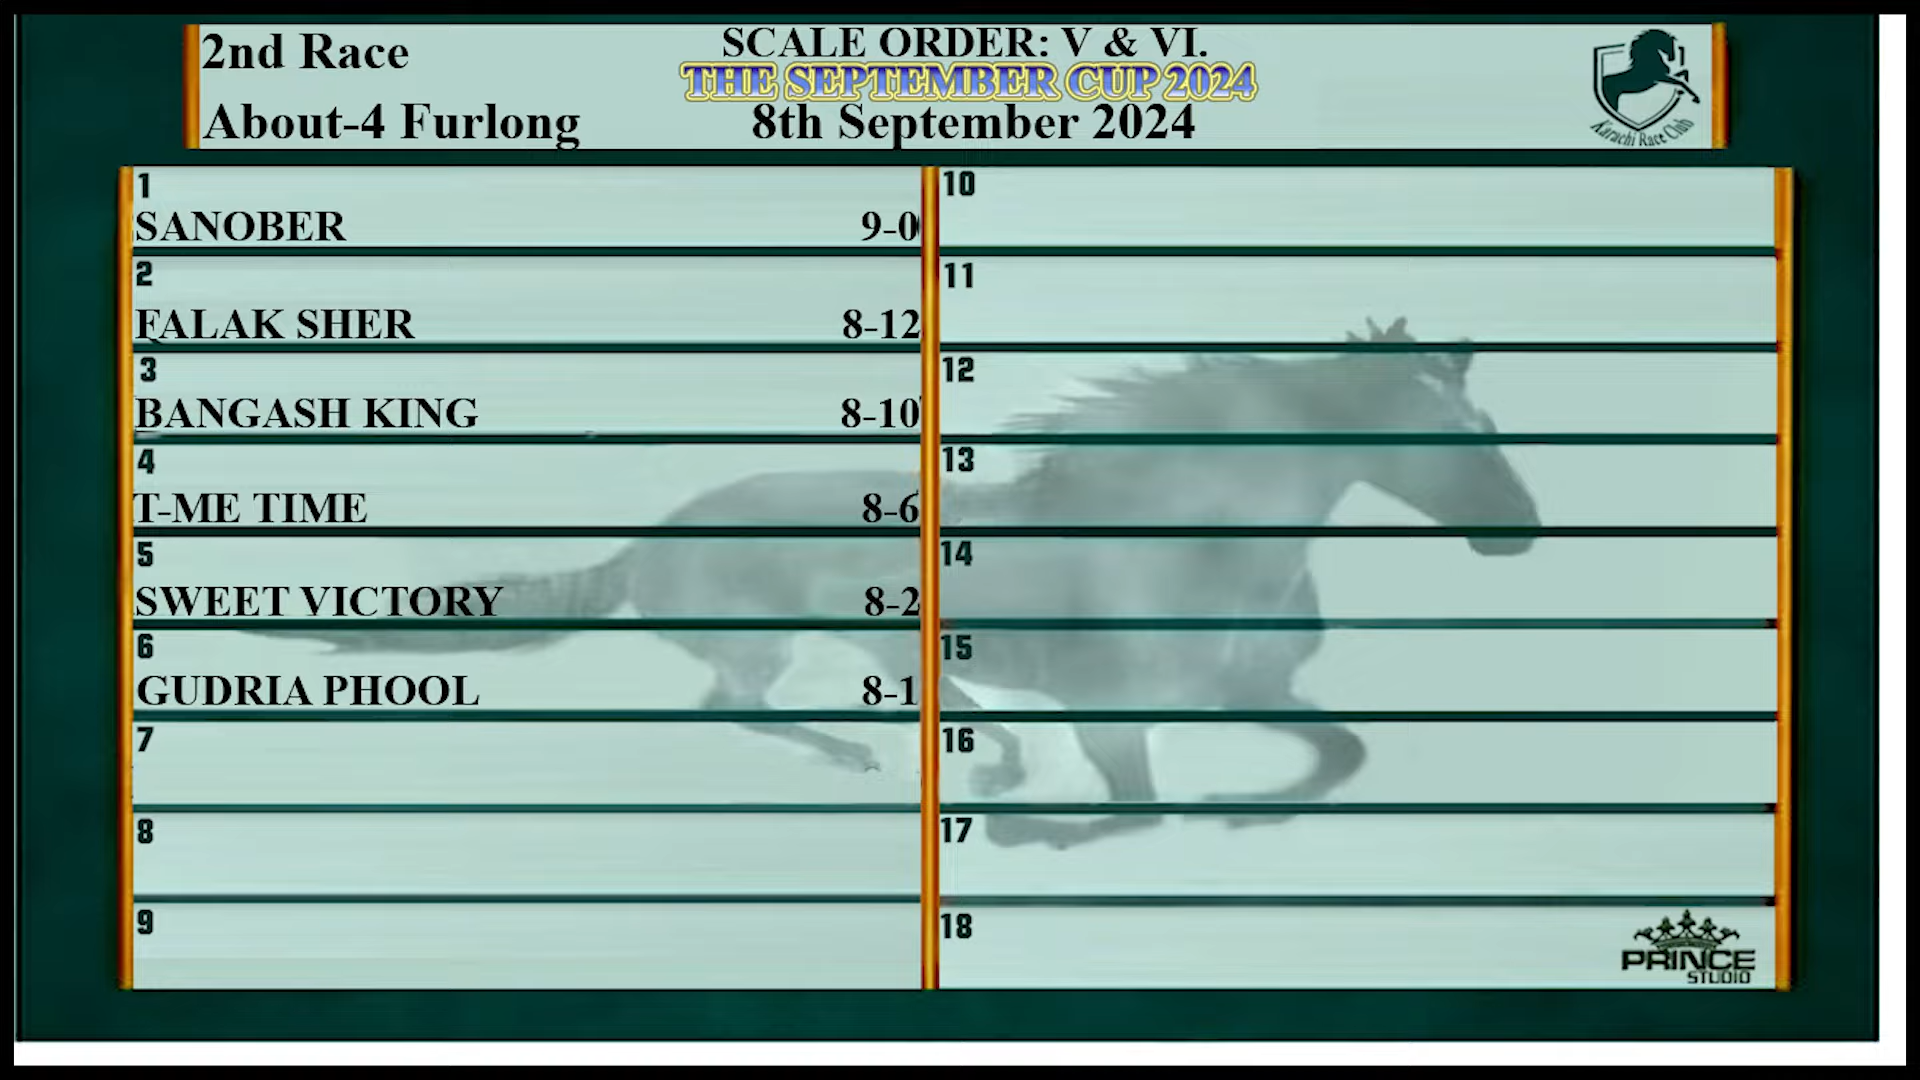 2nd Race
SCALE ORDER: V & VI.
THE SEPTEMBER CUP 2024
About-4 Furlong
8th September 2024
Karachi Race Club
1
SANOBER 9-0
2
FALAK SHER 8-12
3
BANGASH KING 8-10
4
T-ME TIME 8-6
5
SWEET VICTORY 8-2
6
GUDRIA PHOOL 8-1
7
8
9
10
11
12
13
14
15
16
17
18
PRINCE
STUDIO